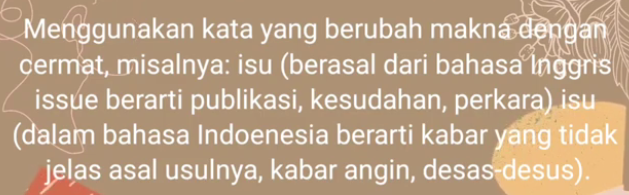 Menggunakan kata yang berubah makna dengan
cermat, misalnya: isu (berasal dari bahasa Inggris
issue berarti publikasi, kesudahan, perkara) isu
(dalam bahasa Indoenesia berarti kabar yang tidak
jelas asal usulnya, kabar angin, desas-desus).